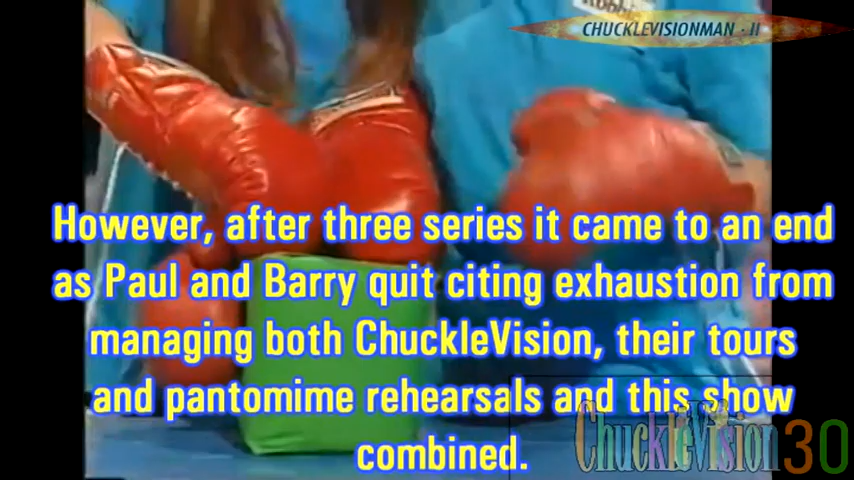 Robbie
CHUCKLEVISIONMAN - II
However, after three series it came to an end
as Paul and Barry quit citing exhaustion from
managing both ChuckleVision, their tours
and pantomime rehearsals and this show
combined.
ChuckleVision30